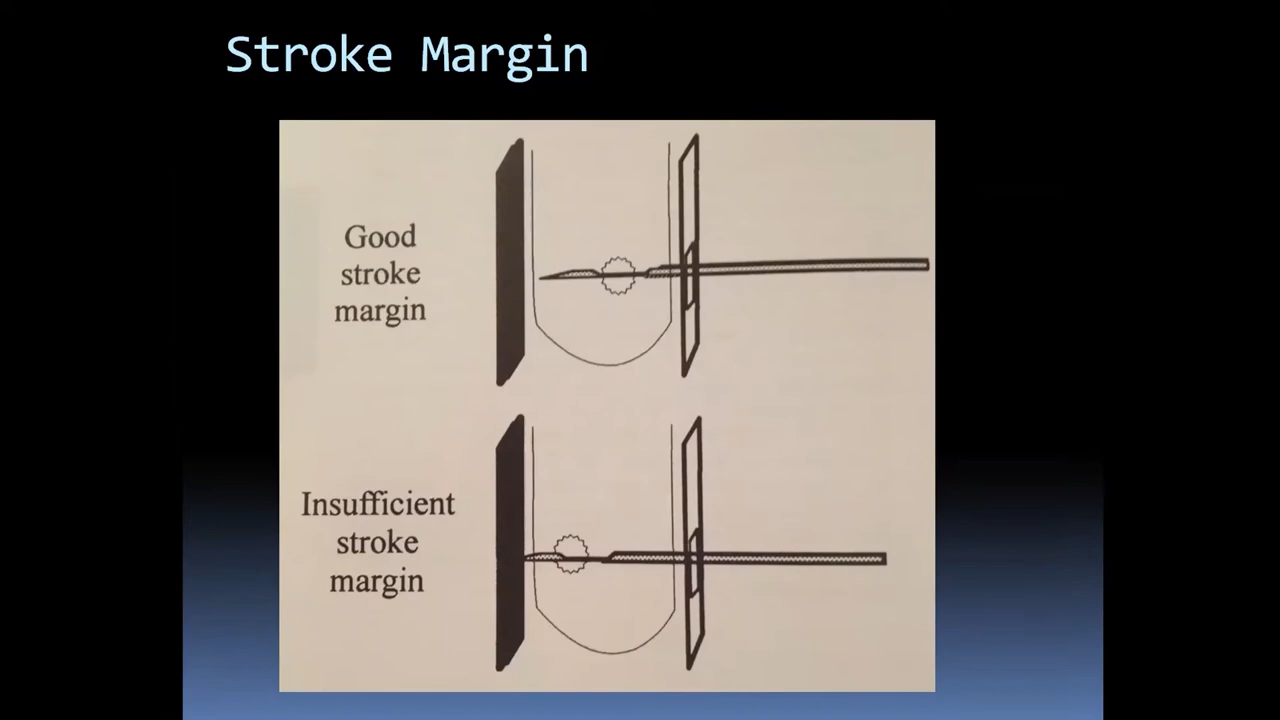 Stroke Margin
Good
stroke
margin
Insufficient
stroke
margin